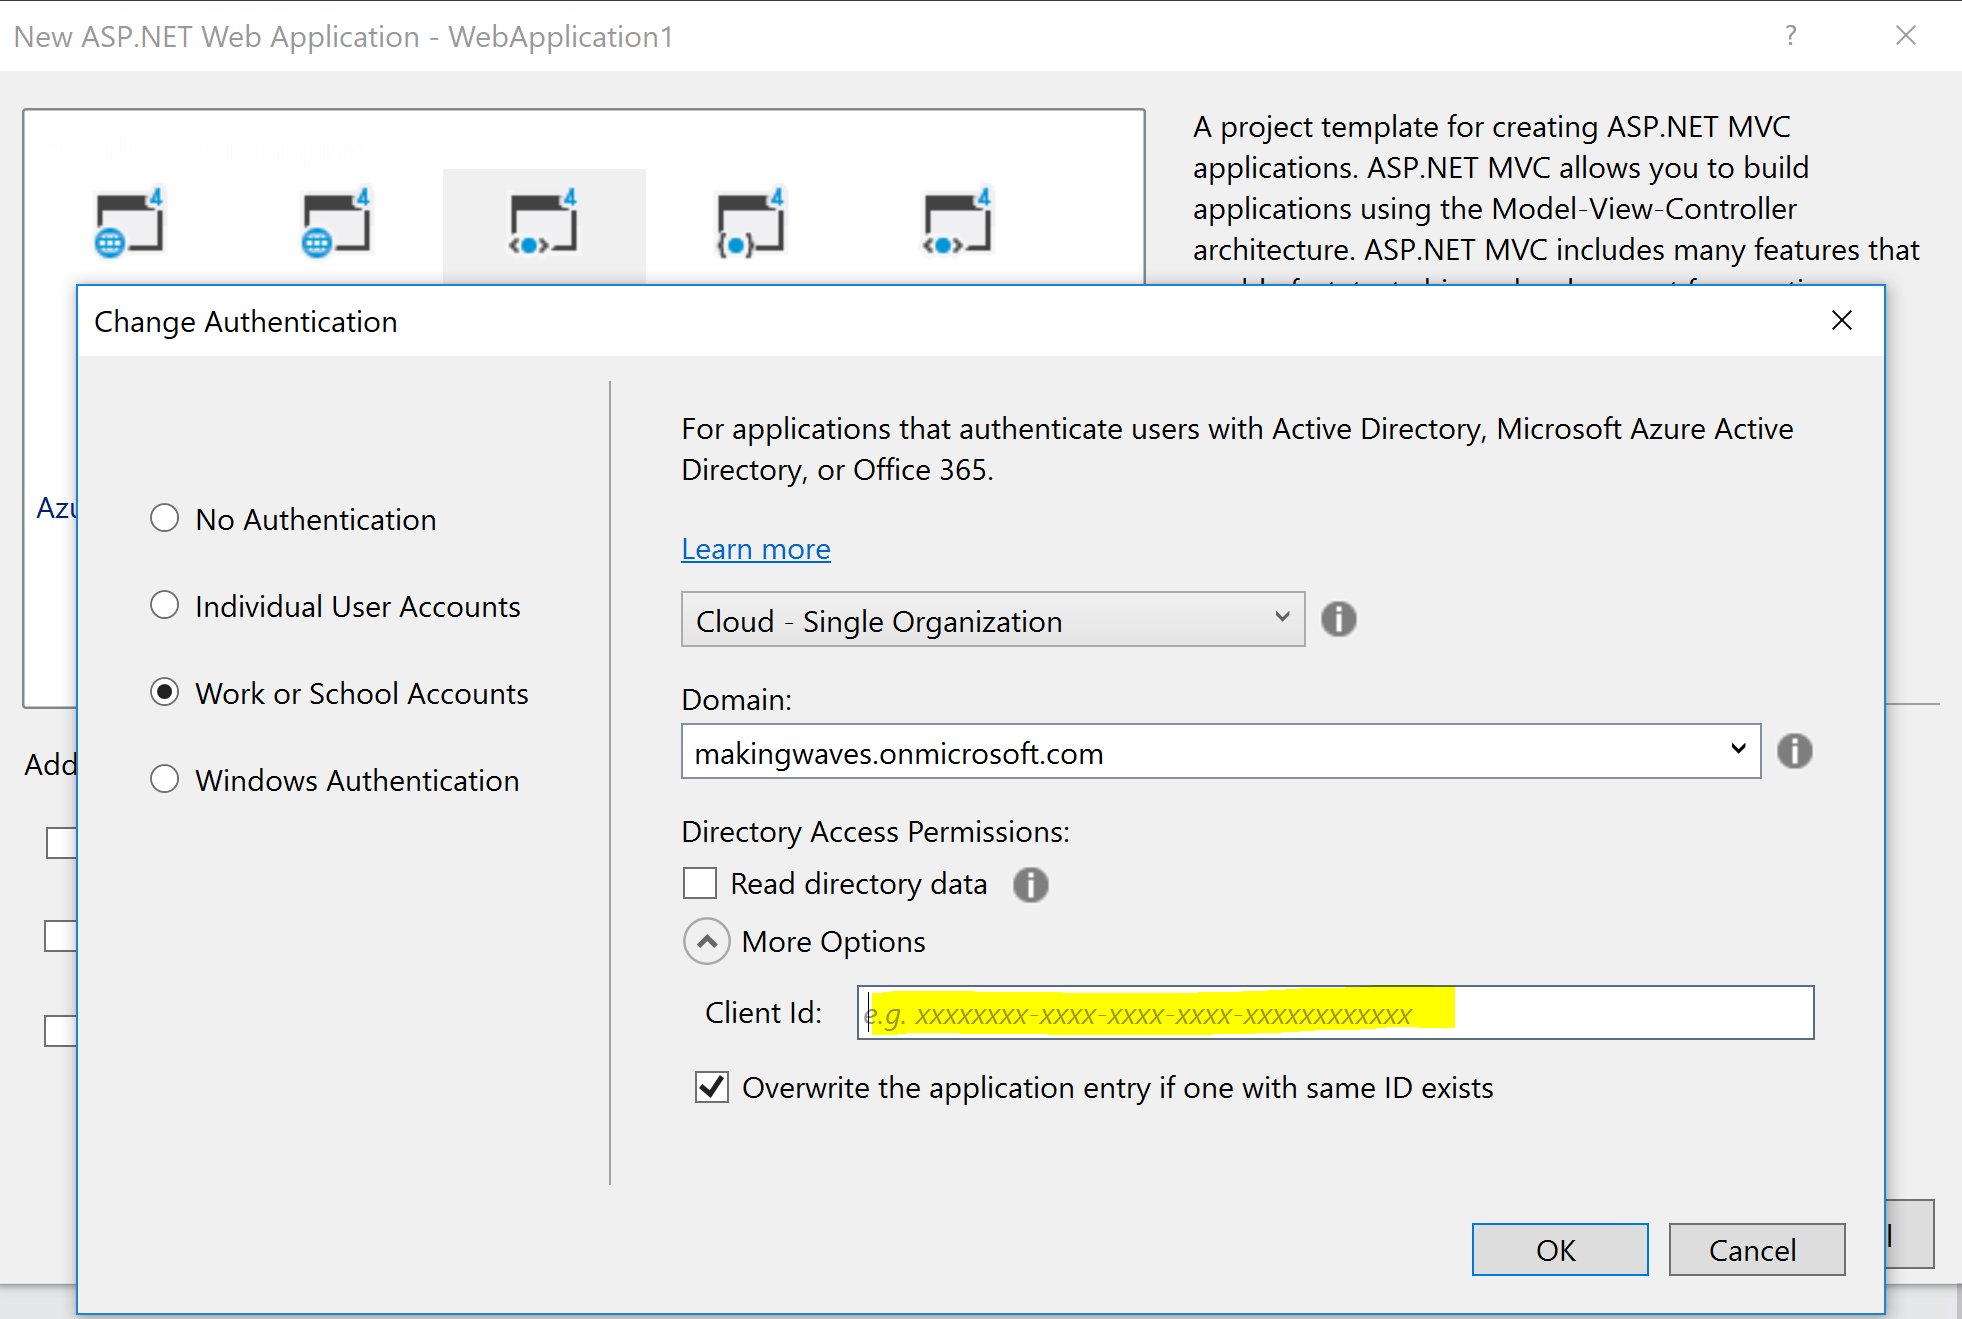 New ASP.NET Web Application - WebApplication1
?
A project template for creating ASP.NET MVC
applications. ASP.NET MVC allows you to build
applications using the Model-View-Controller
architecture. ASP.NET MVC includes many features that
4 4 4 4 4
Change Authentication
For applications that authenticate users with Active Directory, Microsoft Azure Active
Directory, or Office 365.
Azu
No Authentication
Learn more
Individual User Accounts
Cloud - Single Organization
Work or School Accounts
Domain:
makingwaves.onmicrosoft.com
Add
Windows Authentication
Directory Access Permissions:
Read directory data
More Options
Client Id:
e.g. xxxxxxxx-xxxx-xxxx-xxxx-xxxxxxxxxxxx
Overwrite the application entry if one with same ID exists
OK
Cancel
l